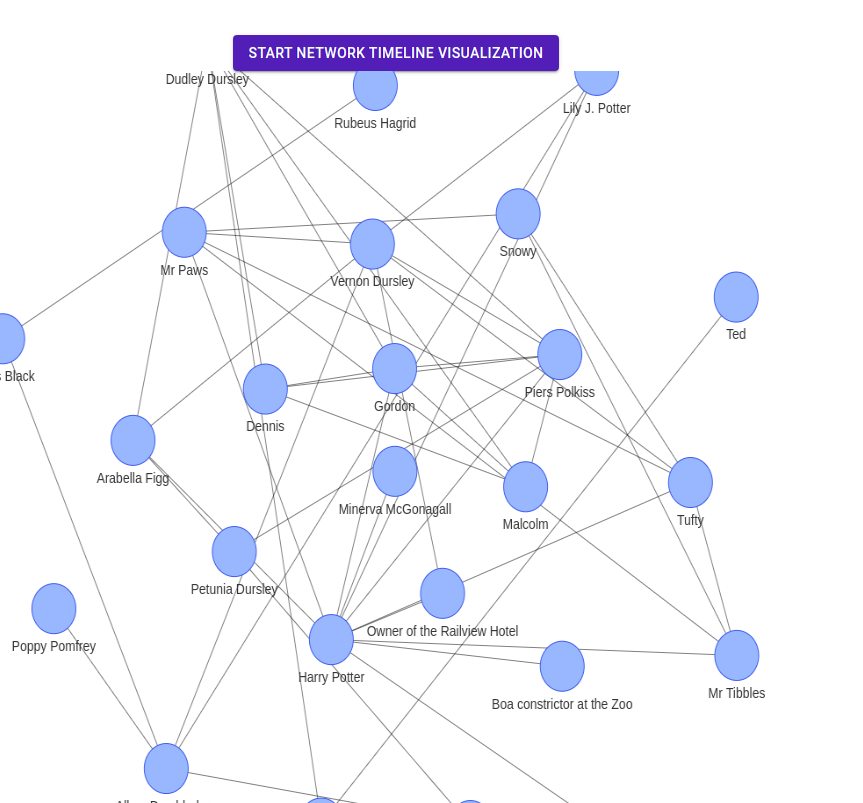 START NETWORK TIMELINE VISUALIZATION
Dudley Dursley
Rubeus Hagrid
Lily J. Potter
Mr Paws
Vernon Dursley
Snowy
Ted
Black
Gordon
Piers Polkiss
Dennis
Arabella Figg
Minerva McGonagall
Malcolm
Tufty
Petunia Dursley
Owner of the Railview Hotel
Poppy Pomfrey
Harry Potter
Boa constrictor at the Zoo
Mr Tibbles